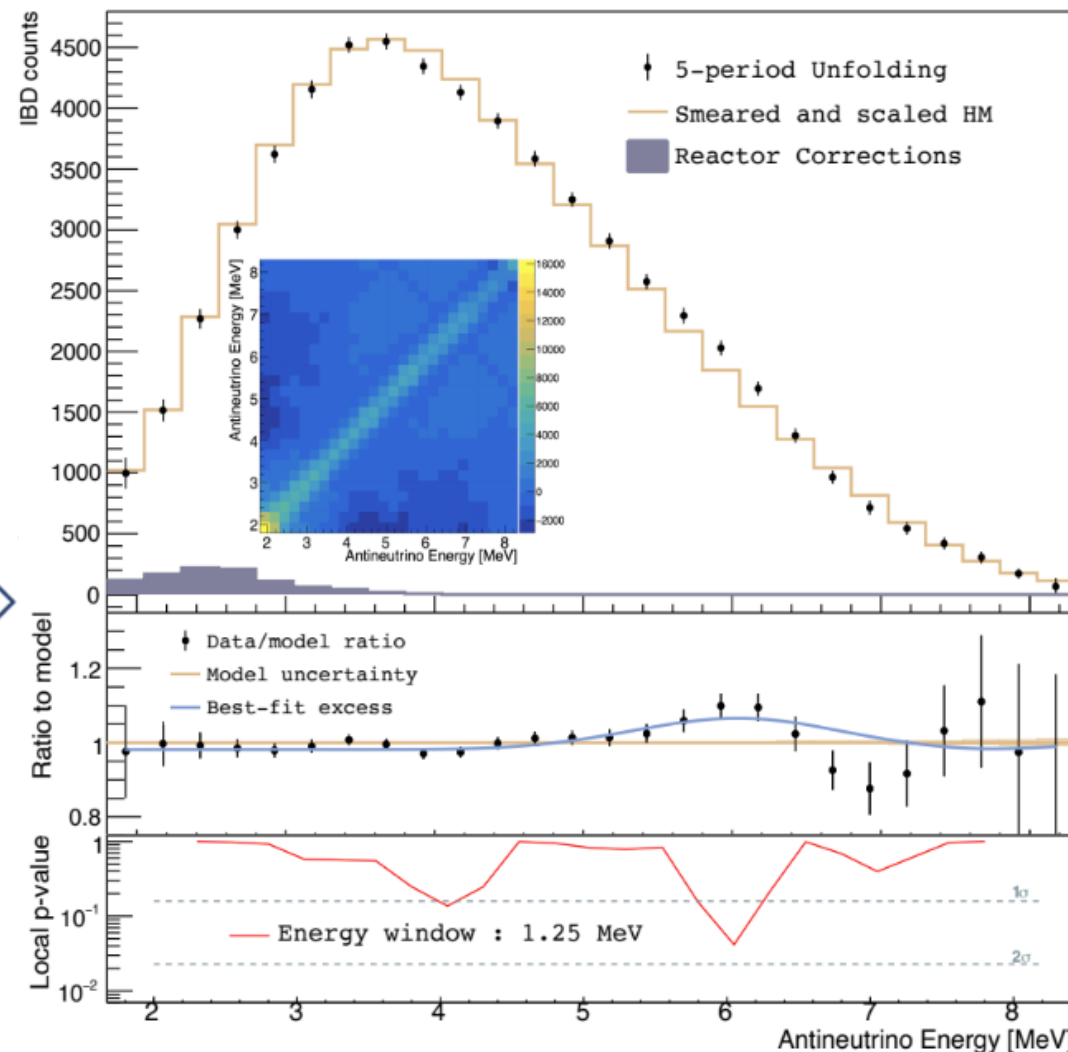 IBD counts
4500
4000
3500
3000
2500
2000
1500
1000
500
0
5-period Unfolding
Smeared and scaled HM
Reactor Corrections
Antineutrino Energy [MeV]
8
7
6
5
4
3
2
2 3 4 5 6 7 8
Antineutrino Energy [MeV]
16000
14000
12000
10000
8000
6000
4000
2000
0
−2000
Ratio to model
1.2
1
0.8
Data/model ratio
Model uncertainty
Best-fit excess
Local p-value
1
10⁻¹
10⁻²
1σ
2σ
Energy window : 1.25 MeV
2 3 4 5 6 7 8
Antineutrino Energy [MeV]